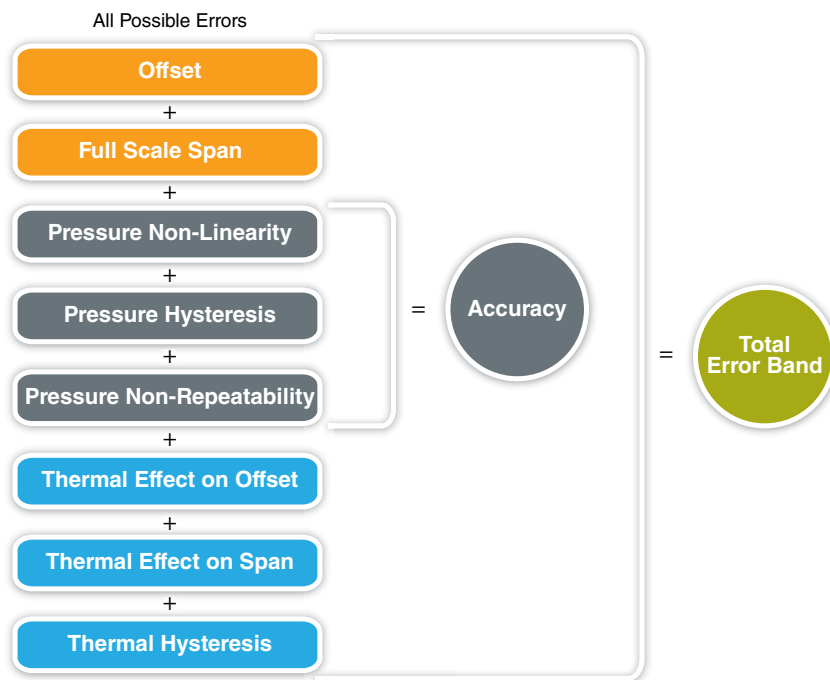 All Possible Errors
Offset
+
Full Scale Span
+
Pressure Non-Linearity
+
Pressure Hysteresis
+
Pressure Non-Repeatability
+
Thermal Effect on Offset
+
Thermal Effect on Span
+
Thermal Hysteresis
=
Accuracy
=
Total
Error Band